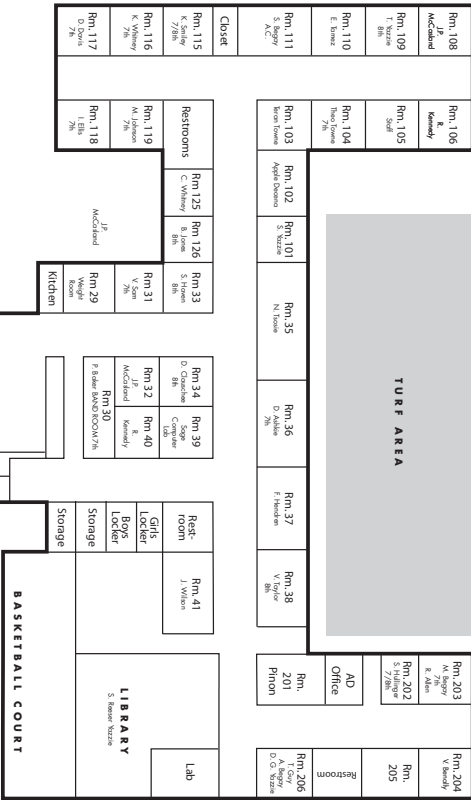 Rm. 117
D. Davis
7th
Rm. 116
K. Whitney
7th
Rm. 115
K. Smiley
7/8th
Closet
Rm. 111
S. Begay
A.C.
Rm. 110
E. Tamez
Rm. 109
T. Yazzie
8th
Rm. 108
J.P.
McCasland
Rm. 118
I. Ellis
7th
Rm. 119
M. Johnson
7th
Restrooms
Rm. 103
Teran Towne
Rm. 104
Theo Towne
7th
Rm. 105
Staff
Rm. 106
R.
Kennedy
J.P.
McCasland
Rm 125
C. Whitney
Rm 126
B. Jones
8th
Rm. 102
Apple Deceno
Rm. 101
S. Yazzie
Kitchen
Rm 29
Weight
Room
Rm 31
V. Sam
7th
Rm 33
S. Haven
8th
Rm. 35
N. Tsosie
Rm 30
P. Baker BAND ROOM 7th
Rm 32
J.P.
McCasland
Rm 40
R.
Kennedy
Rm 34
D. Clauschee
8th
Rm 39
Sage
Computer
Lab
Rm. 36
D. Ashkie
7th
TURF AREA
Storage
Storage
Boys
Locker
Girls
Locker
Rest-
room
Rm. 41
J. Wilson
Rm. 37
F. Hendren
Rm. 38
V. Taylor
8th
BASKETBALL COURT
LIBRARY
S. Reeser Yazzie
Lab
Rm.
201
Pinon
AD
Office
Rm. 202
S. Hullinger
7/8th
Rm. 203
M. Begay
7th
R. Allen
Rm. 206
T. Guy
A. Begay
D. G. Yazzie
Restroom
Rm.
205
Rm. 204
V. Benally